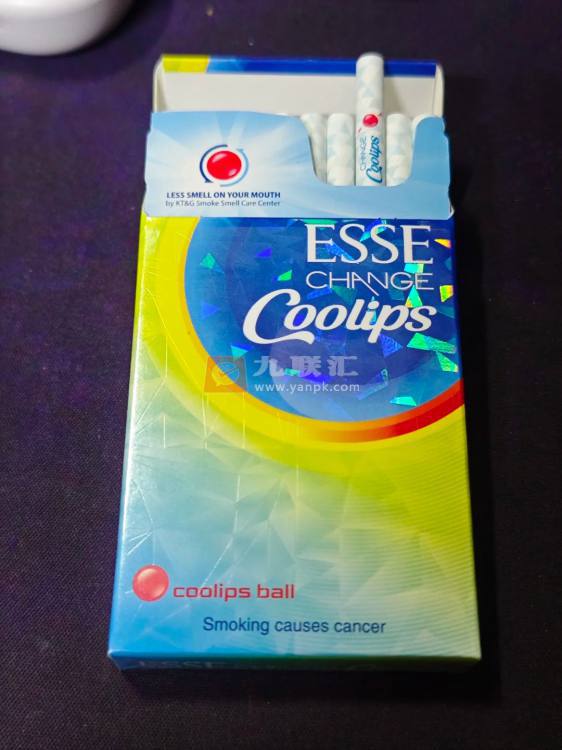 CHANGE
Coolips
LESS SMELL ON YOUR MOUTH
by KT&G Smoke Smell Care Center
ESSE
CHANGE
Coolips
九联汇
www.yanpk.com
coolips ball
Smoking causes cancer
ESSE